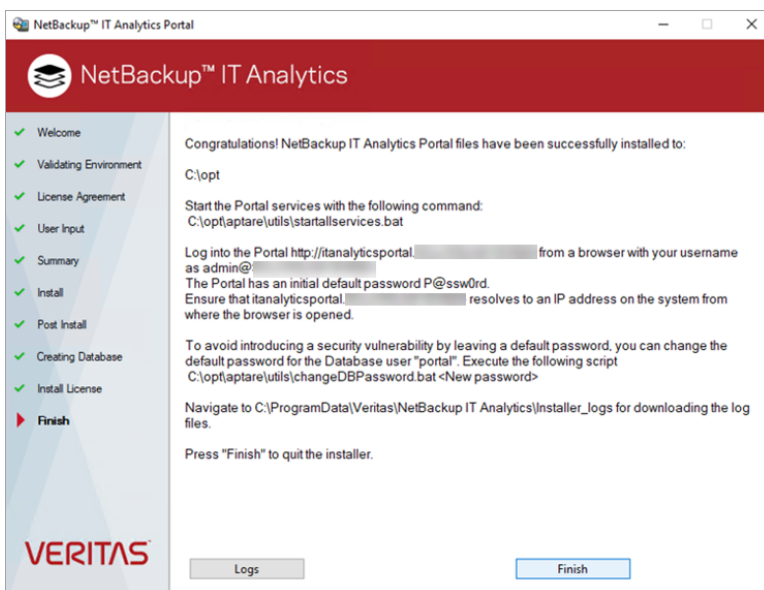 NetBackup™ IT Analytics Portal
NetBackup™ IT Analytics
Welcome
Validating Environment
License Agreement
User Input
Summary
Install
Post Install
Creating Database
Install License
Finish
Congratulations! NetBackup IT Analytics Portal files have been successfully installed to:
C:\opt
Start the Portal services with the following command:
C:\opt\aptare\utils\startallservices.bat
Log into the Portal http://itanalyticsportal. from a browser with your username
as admin@
The Portal has an initial default password P@ssw0rd.
Ensure that itanalyticsportal. resolves to an IP address on the system from
where the browser is opened.
To avoid introducing a security vulnerability by leaving a default password, you can change the
default password for the Database user "portal". Execute the following script
C:\opt\aptare\utils\changeDBPassword.bat <New password>
Navigate to C:\ProgramData\Veritas\NetBackup IT Analytics\Installer_logs for downloading the log
files.
Press "Finish" to quit the installer.
VERITAS
Logs
Finish